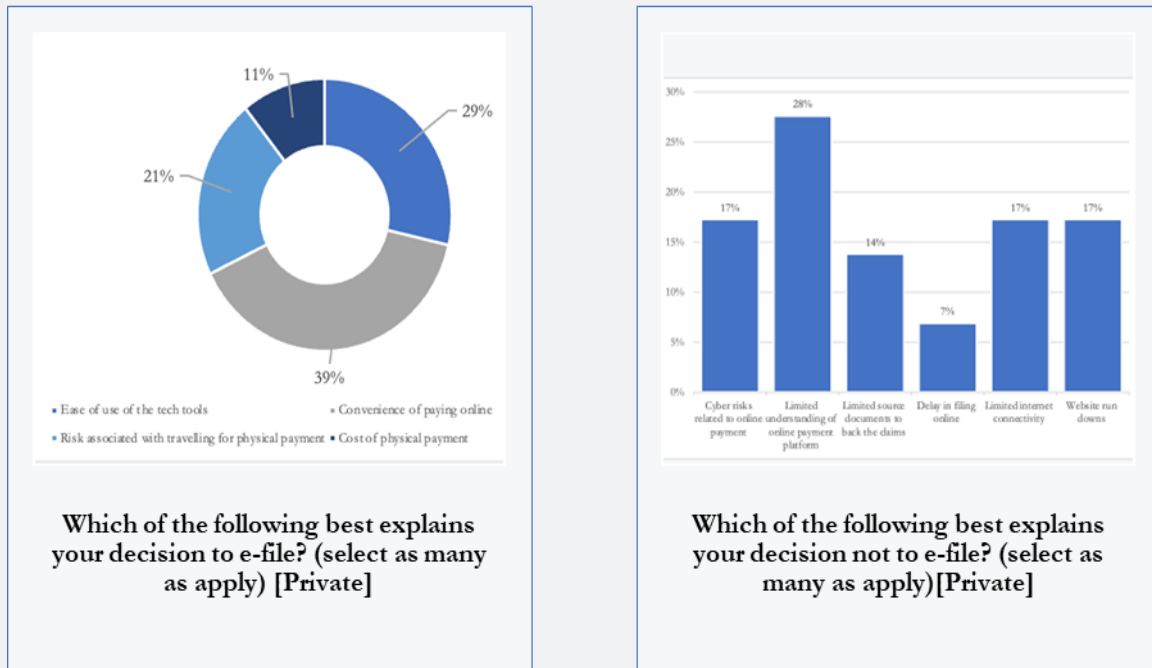 11%
29%
21%
39%
Ease of use of the tech tools
Convenience of paying online
Risk associated with travelling for physical payment
Cost of physical payment
Which of the following best explains
your decision to e-file? (select as many
as apply) [Private]
30%
25%
20%
15%
10%
5%
0%
17%
28%
14%
7%
17%
17%
Cyber risks
related to online
payment
Limited
understanding of
online payment
platform
Limited source
documents to
back the claims
Delay in filing
online
Limited internet
connectivity
Website run
downs
Which of the following best explains
your decision not to e-file? (select as
many as apply)[Private]